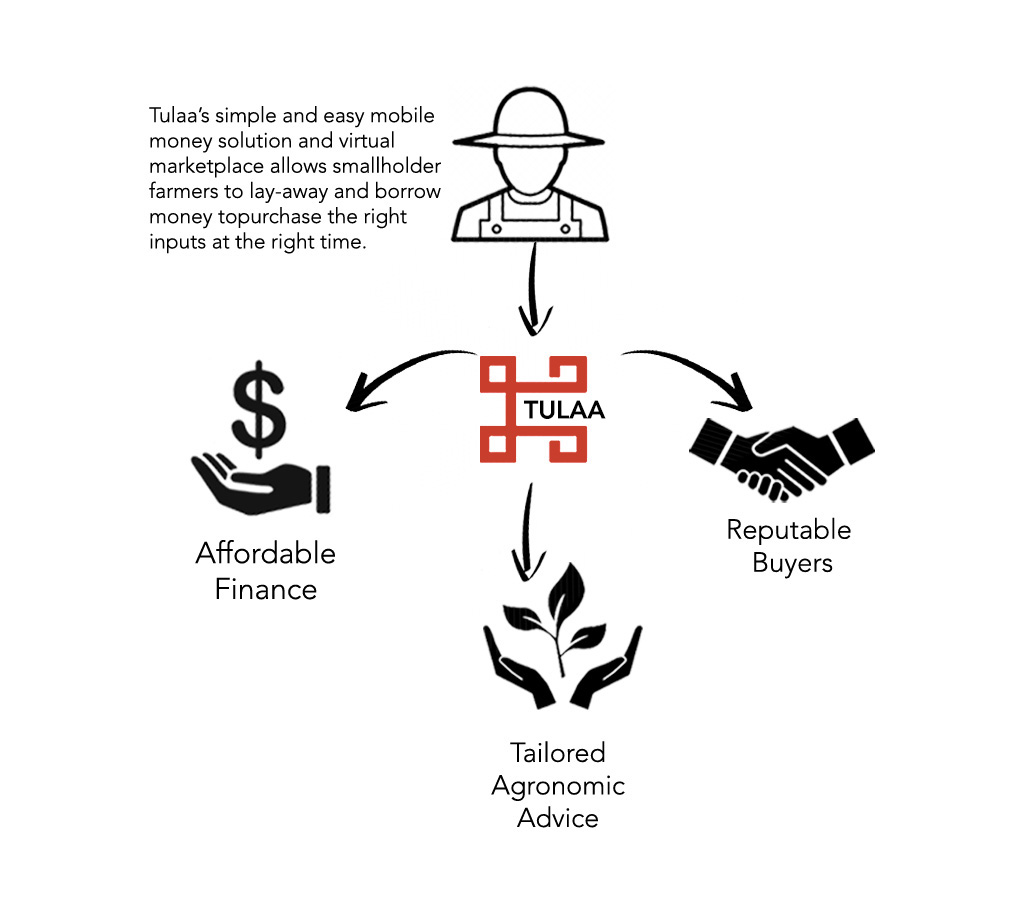 Tulaa's simple and easy mobile
money solution and virtual
marketplace allows smallholder
farmers to lay-away and borrow
money topurchase the right
inputs at the right time.
TULAA
$
Affordable
Finance
Reputable
Buyers
Tailored
Agronomic
Advice